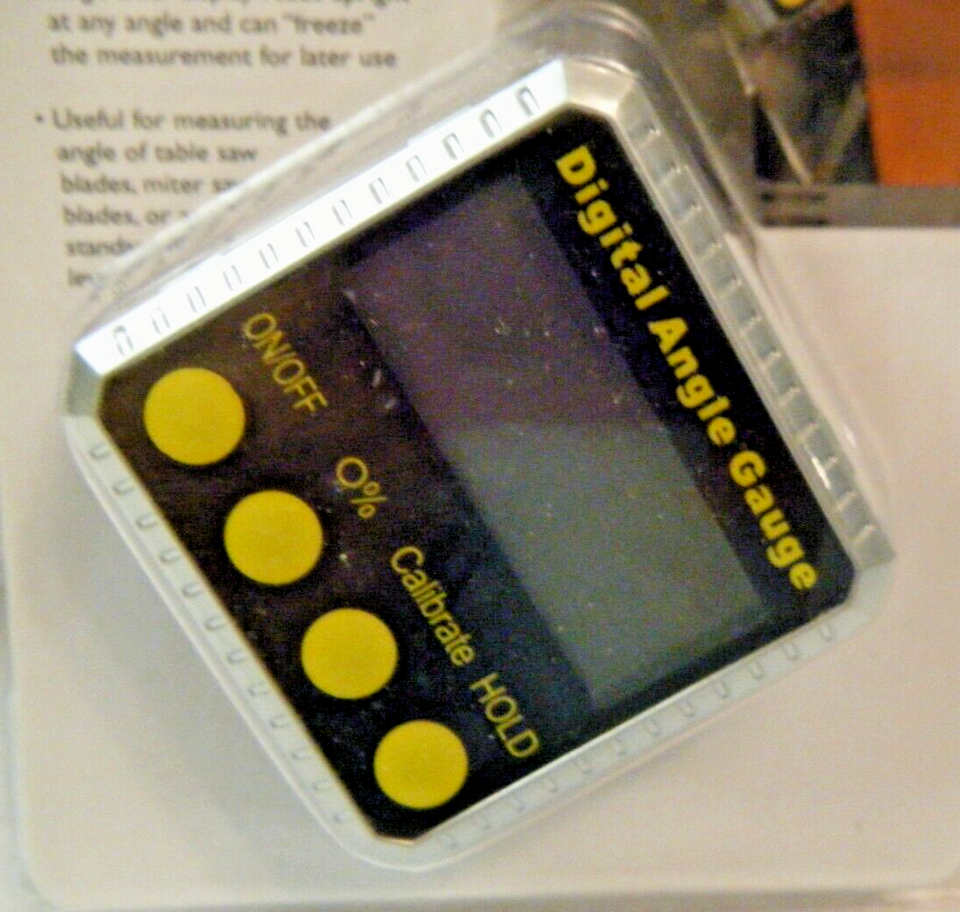 at any angle and can "freeze"
the measurement for later use
• Useful for measuring the
angle of table saw
blades, miter
blades, or
Digital Angle Gauge
ON/OFF
O%
Calibrate
HOLD